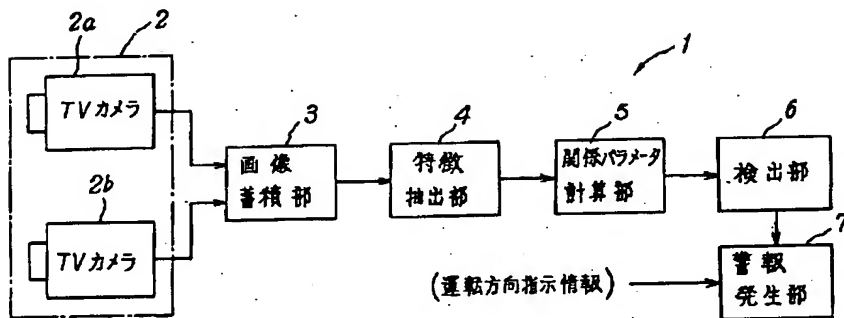 2a
2
1
TVカメラ
3
4
5
6
画像
蓄積部
特徴
抽出部
関係パラメータ
計算部
検出部
2b
7
TVカメラ
(運転方向指示情報)
警報
発生部